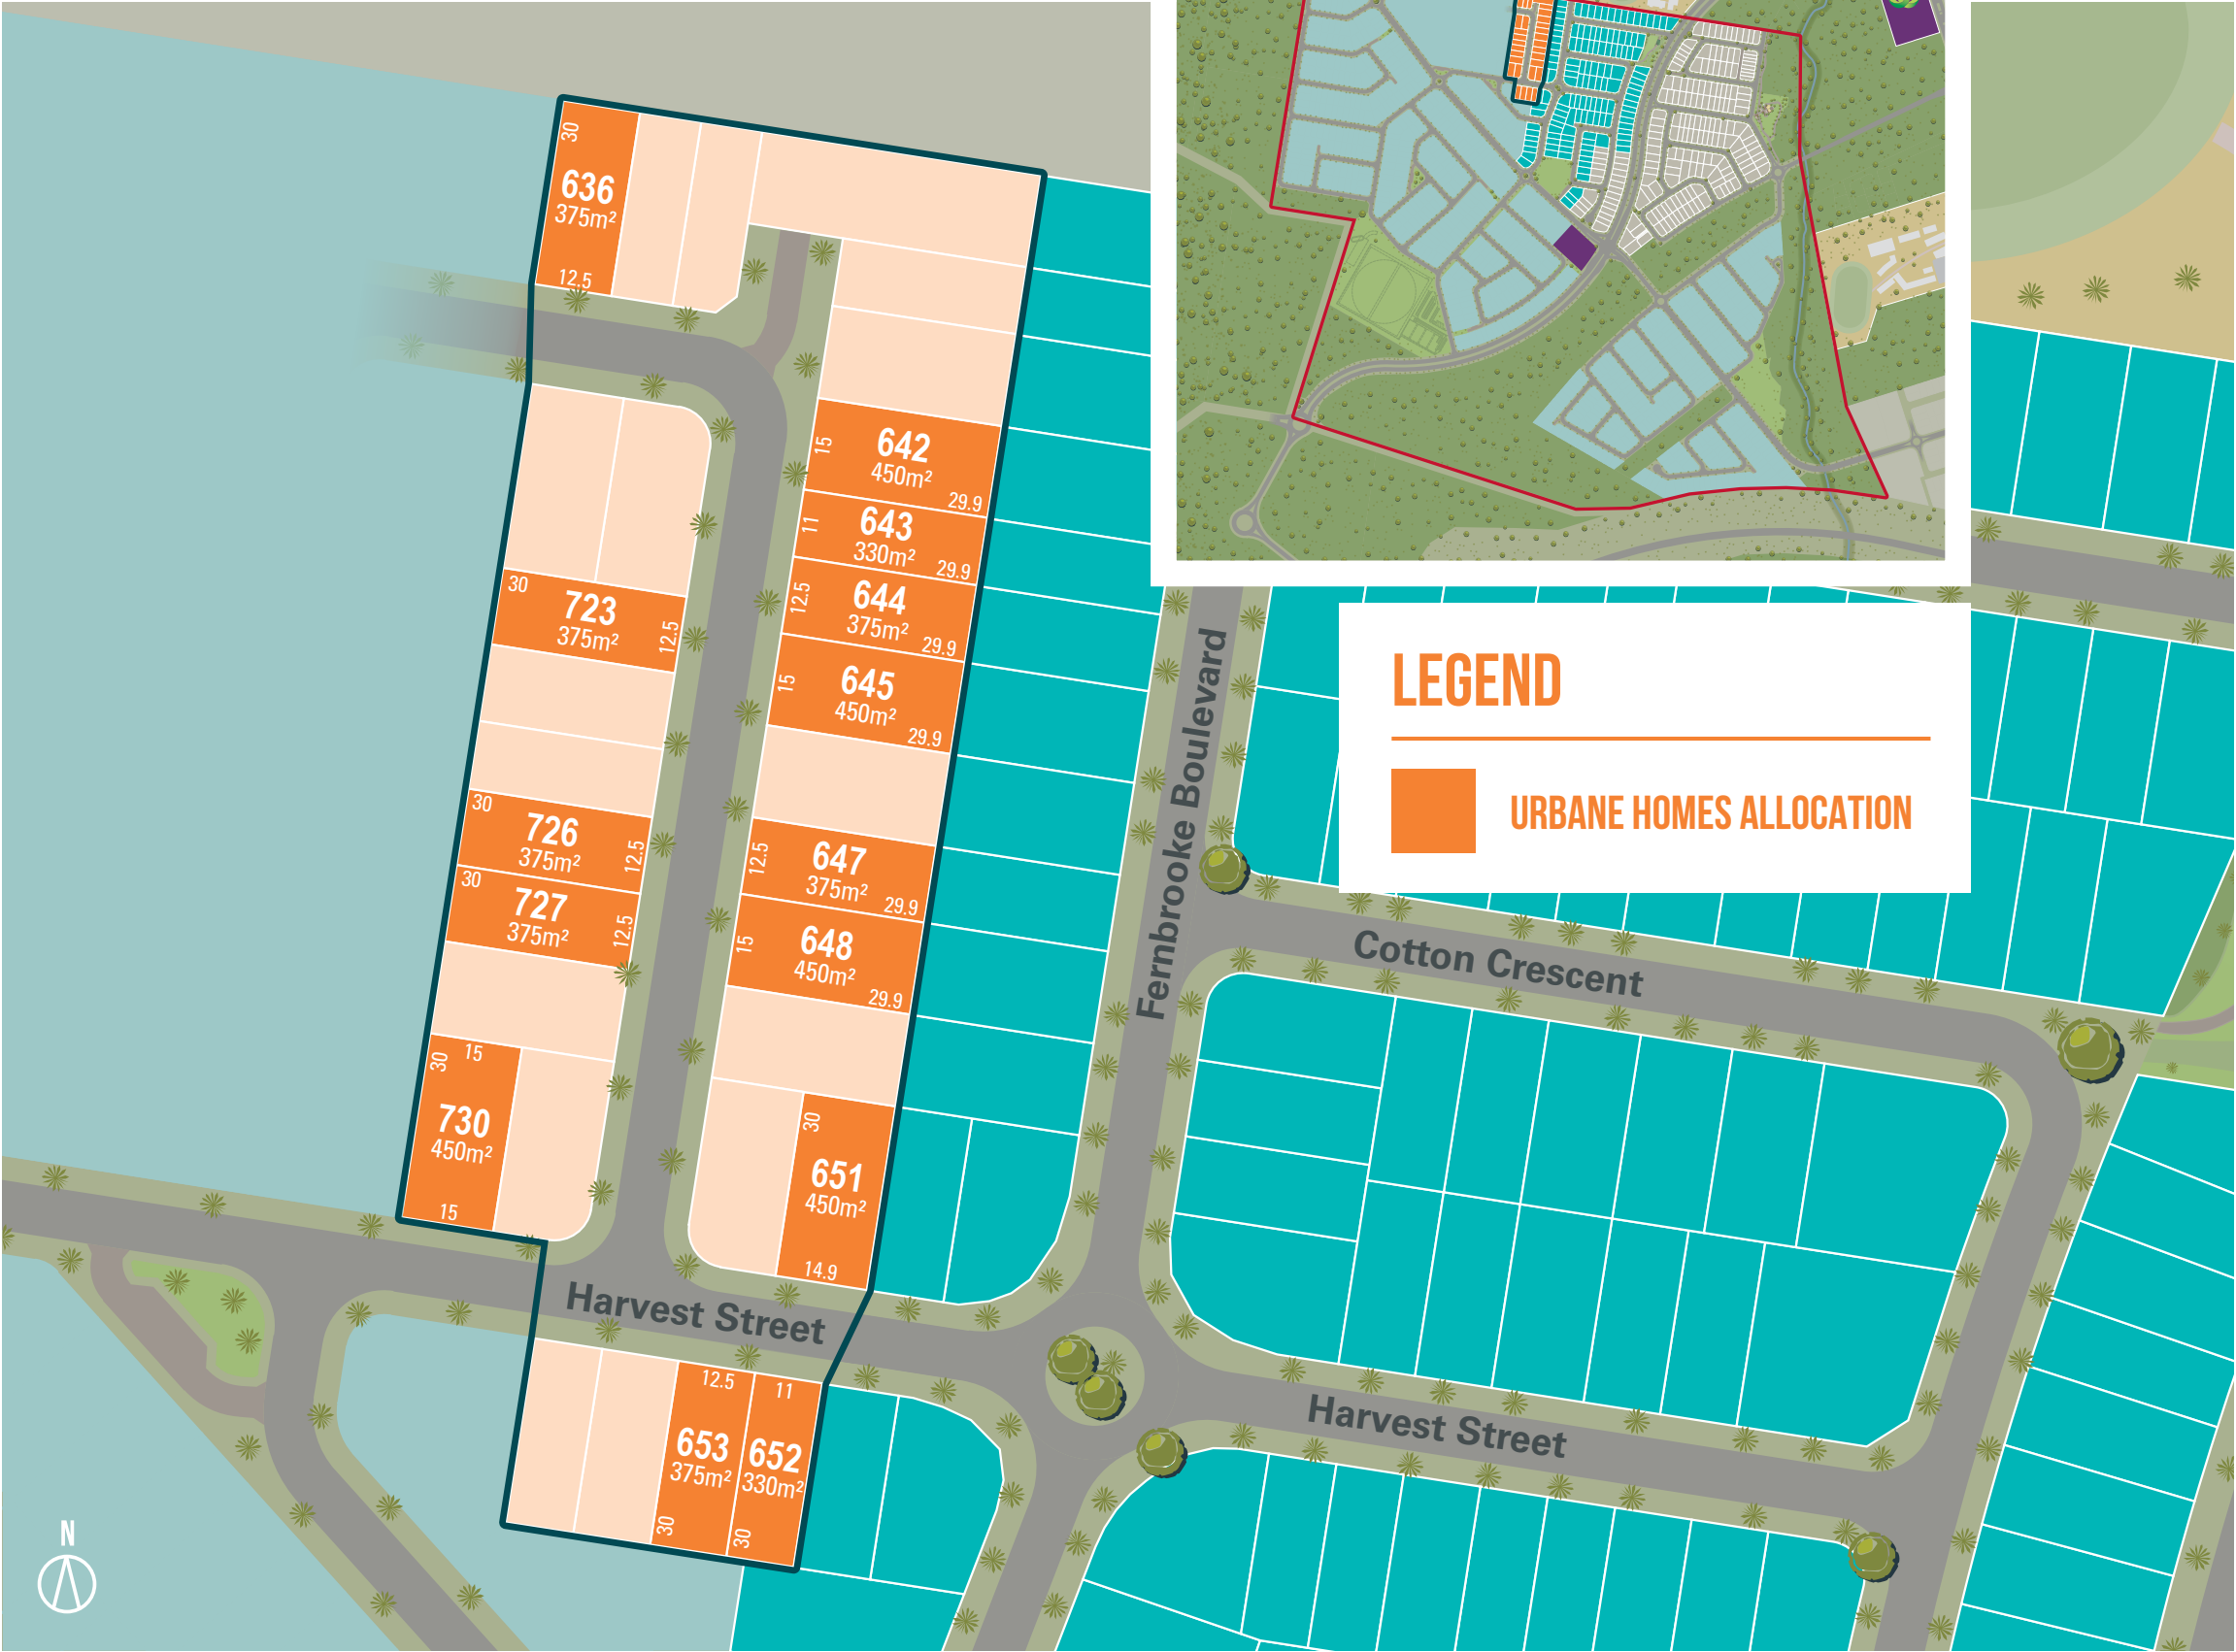 30
636
375m²
12.5
15
642
450m²
29.9
11
643
330m²
29.9
12.5
644
375m²
29.9
15
645
450m²
29.9
12.5
647
375m²
29.9
15
648
450m²
29.9
30
651
450m²
14.9
30
723
375m²
12.5
30
726
375m²
12.5
30
727
375m²
12.5
30
15
730
450m²
15
12.5
653
375m²
30
11
652
330m²
30
Harvest Street
Fernbrooke Boulevard
Cotton Crescent
Harvest Street
LEGEND
URBANE HOMES ALLOCATION
N